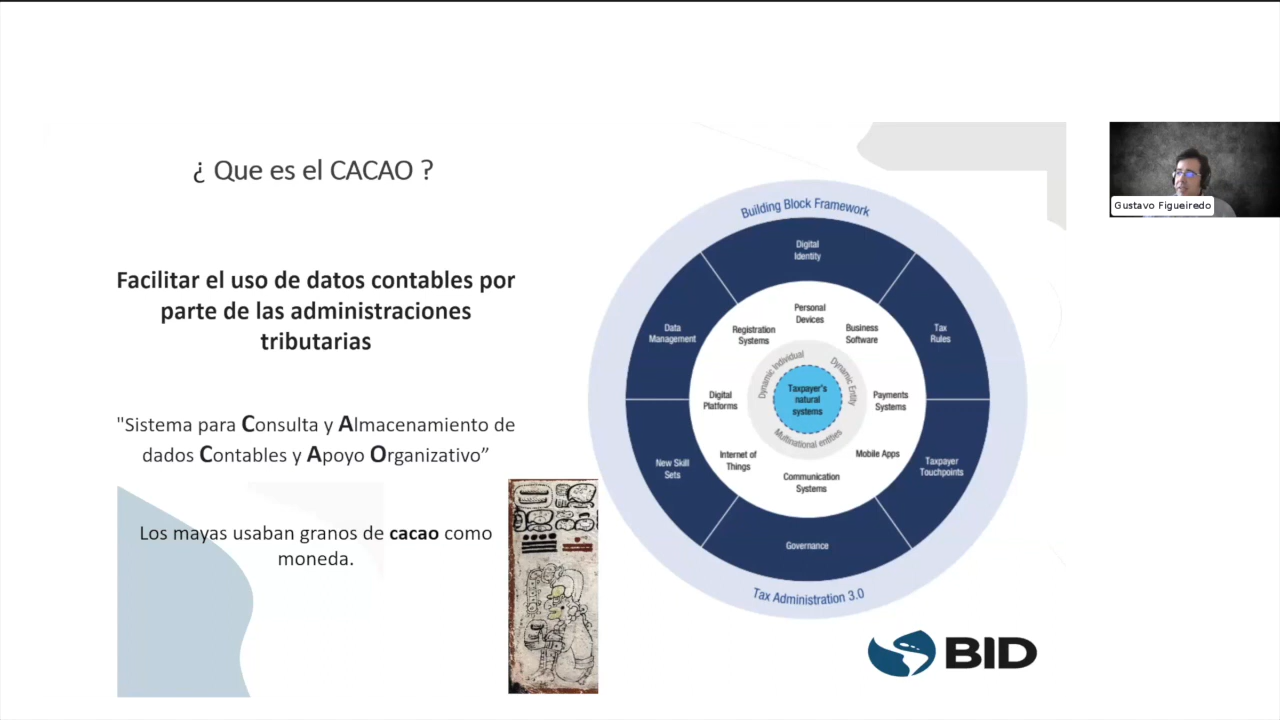 ¿ Que es el CACAO ?
Facilitar el uso de datos contables por
parte de las administraciones
tributarias
"Sistema para Consulta y Almacenamiento de
dados Contables y Apoyo Organizativo”
Los mayas usaban granos de cacao como
moneda.
Building Block Framework
Digital
Identity
Data
Management
Tax
Rules
New Skill
Sets
Taxpayer
Touchpoints
Governance
Personal
Devices
Registration
Systems
Business
Software
Digital
Platforms
Payments
Systems
Internet of
Things
Mobile Apps
Communication
Systems
Dynamic Individual
Dynamic Entity
Multinational entities
Taxpayer's
natural
systems
Tax Administration 3.0
BID
Gustavo Figueiredo